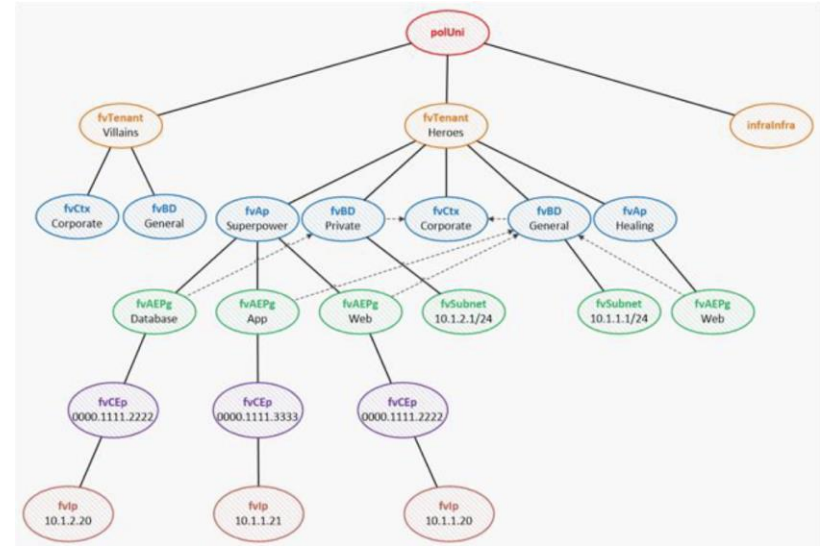 polUni
fvTenant
Villains
fvTenant
Heroes
infraInfra
fvCtx
Corporate
fvBD
General
fvAp
Superpower
fvBD
Private
fvCtx
Corporate
fvBD
General
fvAp
Healing
fvAEPg
Database
fvAEPg
App
fvAEPg
Web
fvSubnet
10.1.2.1/24
fvSubnet
10.1.1.1/24
fvAEPg
Web
fvCEp
0000.1111.2222
fvCEp
0000.1111.3333
fvCEp
0000.1111.2222
fvIp
10.1.2.20
fvIp
10.1.1.21
fvIp
10.1.1.20